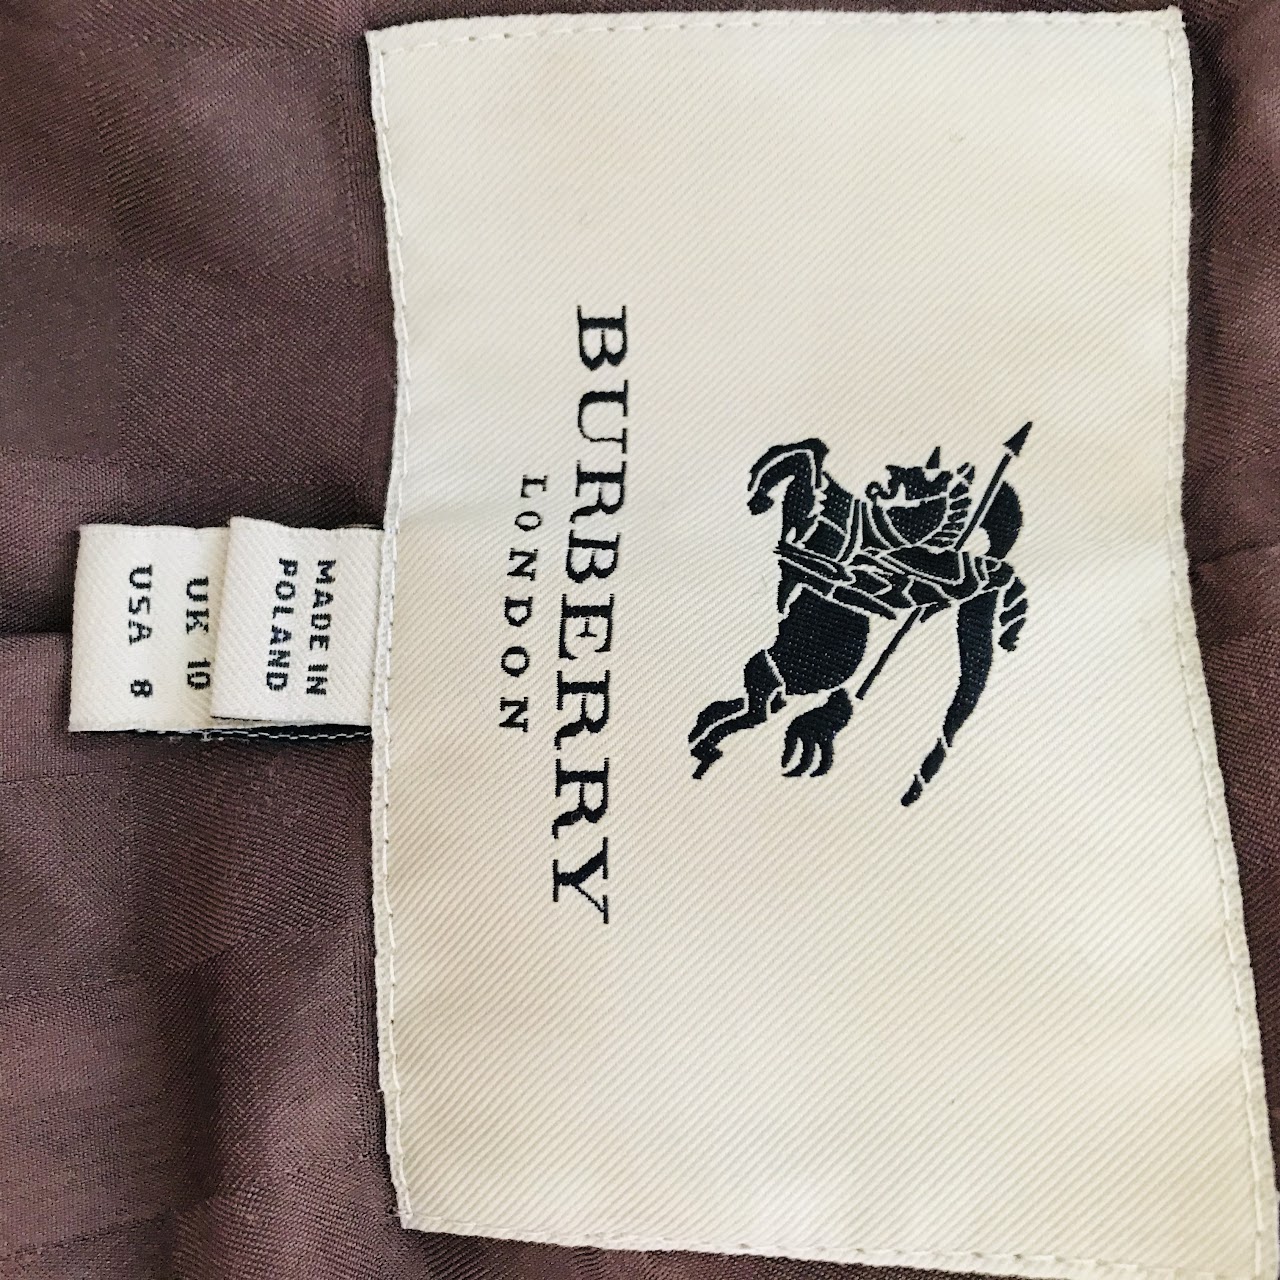 BURBERRY
LONDON
MADE IN
POLAND
UK 10
USA 8